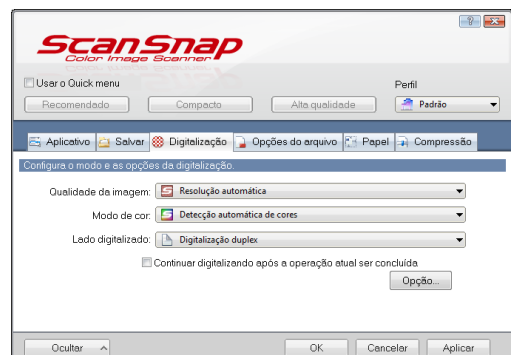 ScanSnap
Color Image Scanner
Usar o Quick menu
Perfil
Recomendado Compacto Alta qualidade Padrão
Aplicativo Salvar Digitalização Opções do arquivo Papel Compressão
Configura o modo e as opções da digitalização.
Qualidade da imagem: Resolução automática
Modo de cor: Detecção automática de cores
Lado digitalizado: Digitalização duplex
Continuar digitalizando após a operação atual ser concluída
Opção...
Ocultar OK Cancelar Aplicar